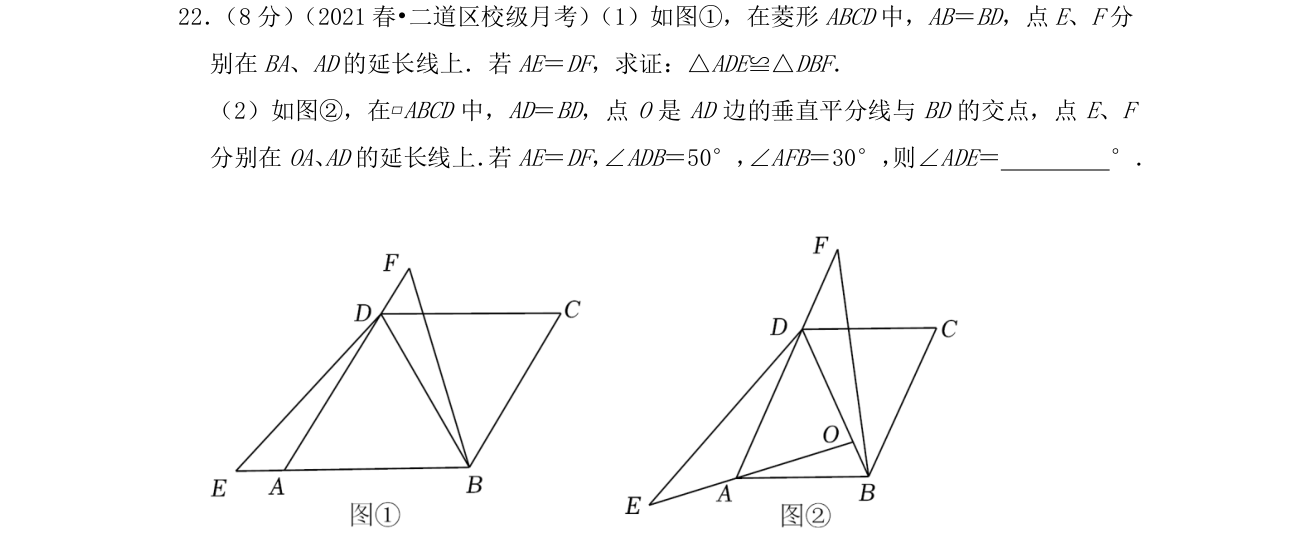 22.（8分）（2021春•二道区校级月考）（1）如图①，在菱形ABCD中，AB＝BD，点E、F分
别在BA、AD的延长线上．若AE＝DF，求证：△ADE≌△DBF.
（2）如图②，在▱ABCD中，AD＝BD，点O是AD边的垂直平分线与BD的交点，点E、F
分别在OA、AD的延长线上.若AE＝DF,∠ADB＝50°,∠AFB＝30°,则∠ADE＝________°.
F
D
C
E
A
B
图①
F
D
C
O
E
A
B
图②